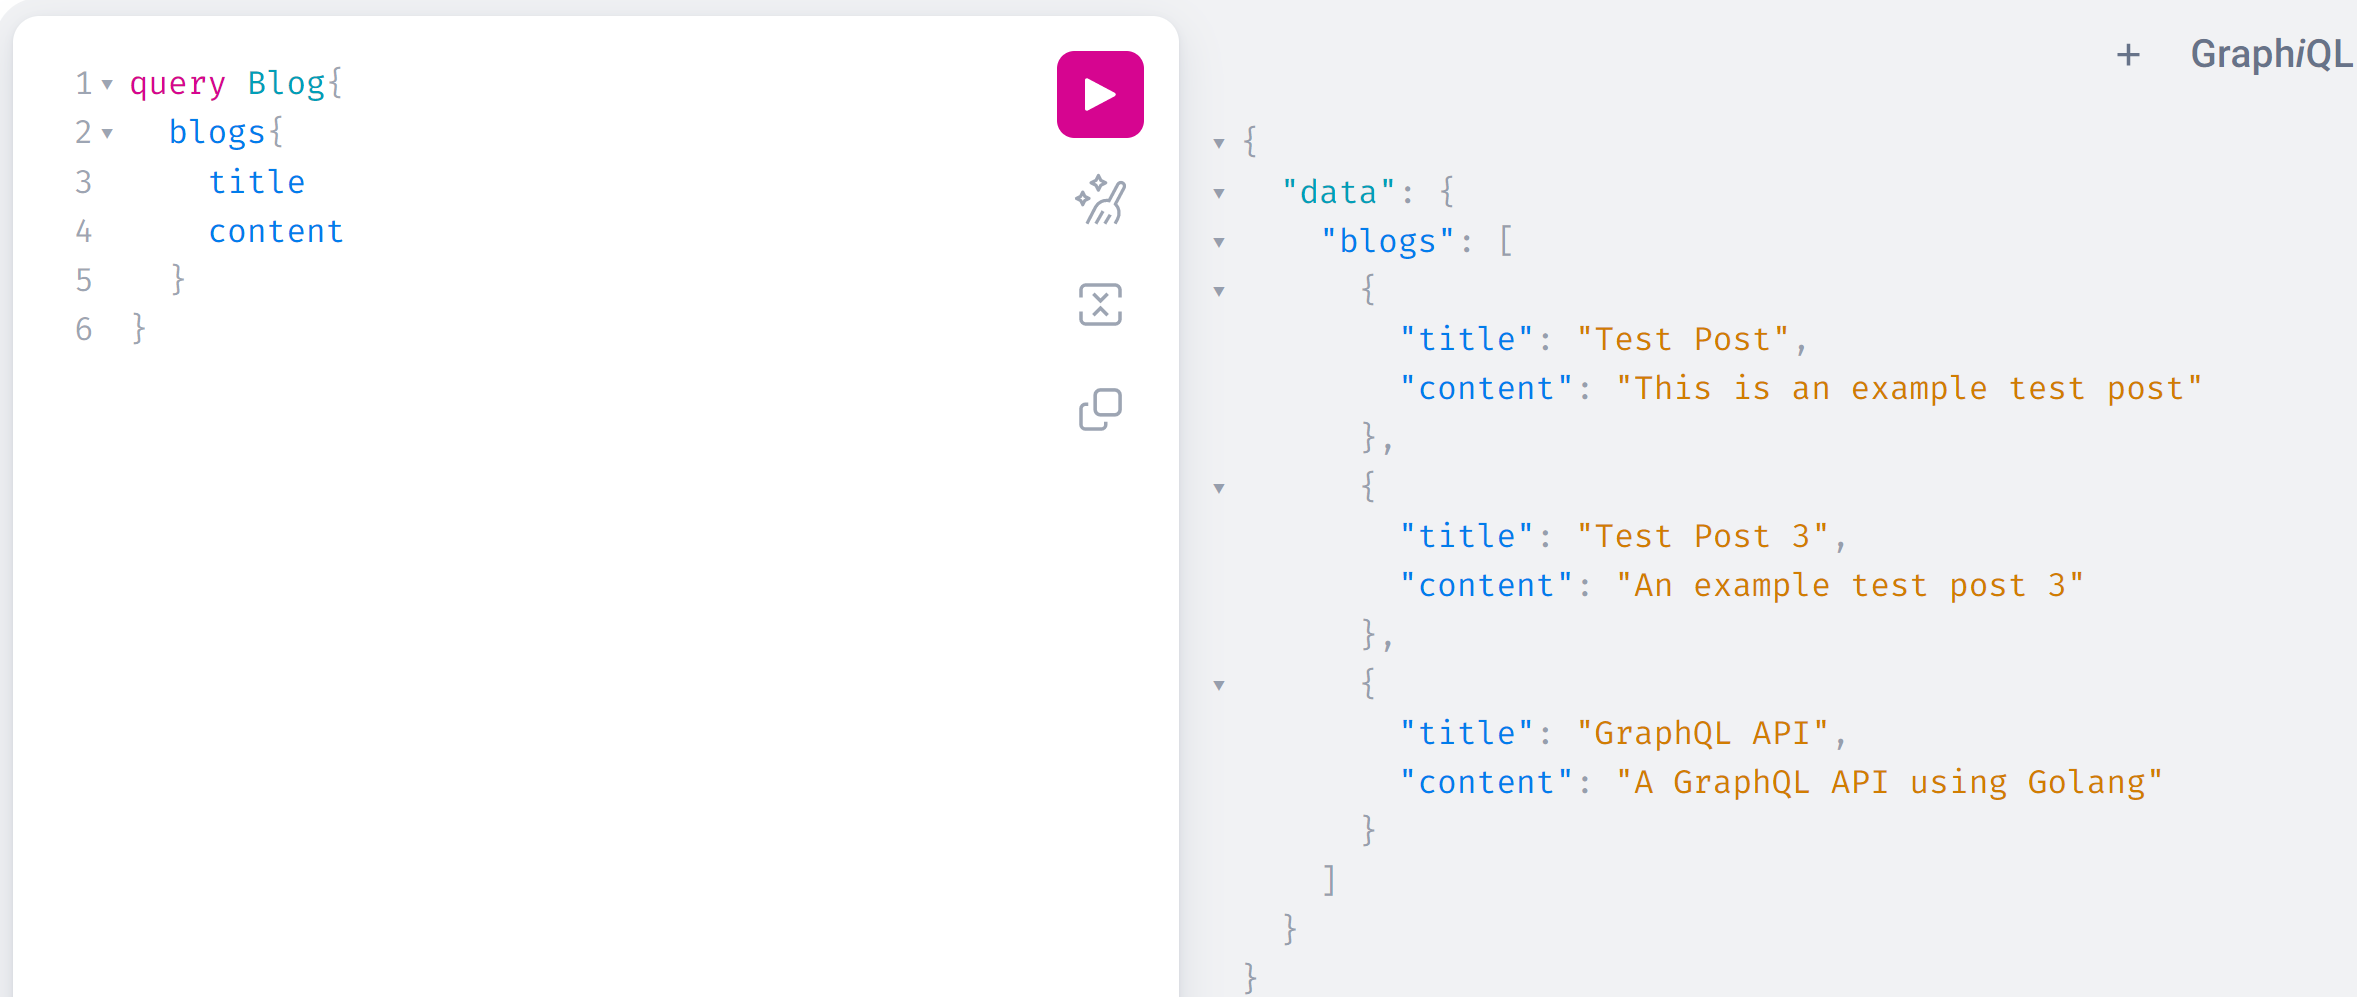 1 query Blog{
2   blogs{
3     title
4     content
5   }
6 }
+ GraphiQL
{
  "data": {
    "blogs": [
      {
        "title": "Test Post",
        "content": "This is an example test post"
      },
      {
        "title": "Test Post 3",
        "content": "An example test post 3"
      },
      {
        "title": "GraphQL API",
        "content": "A GraphQL API using Golang"
      }
    ]
  }
}